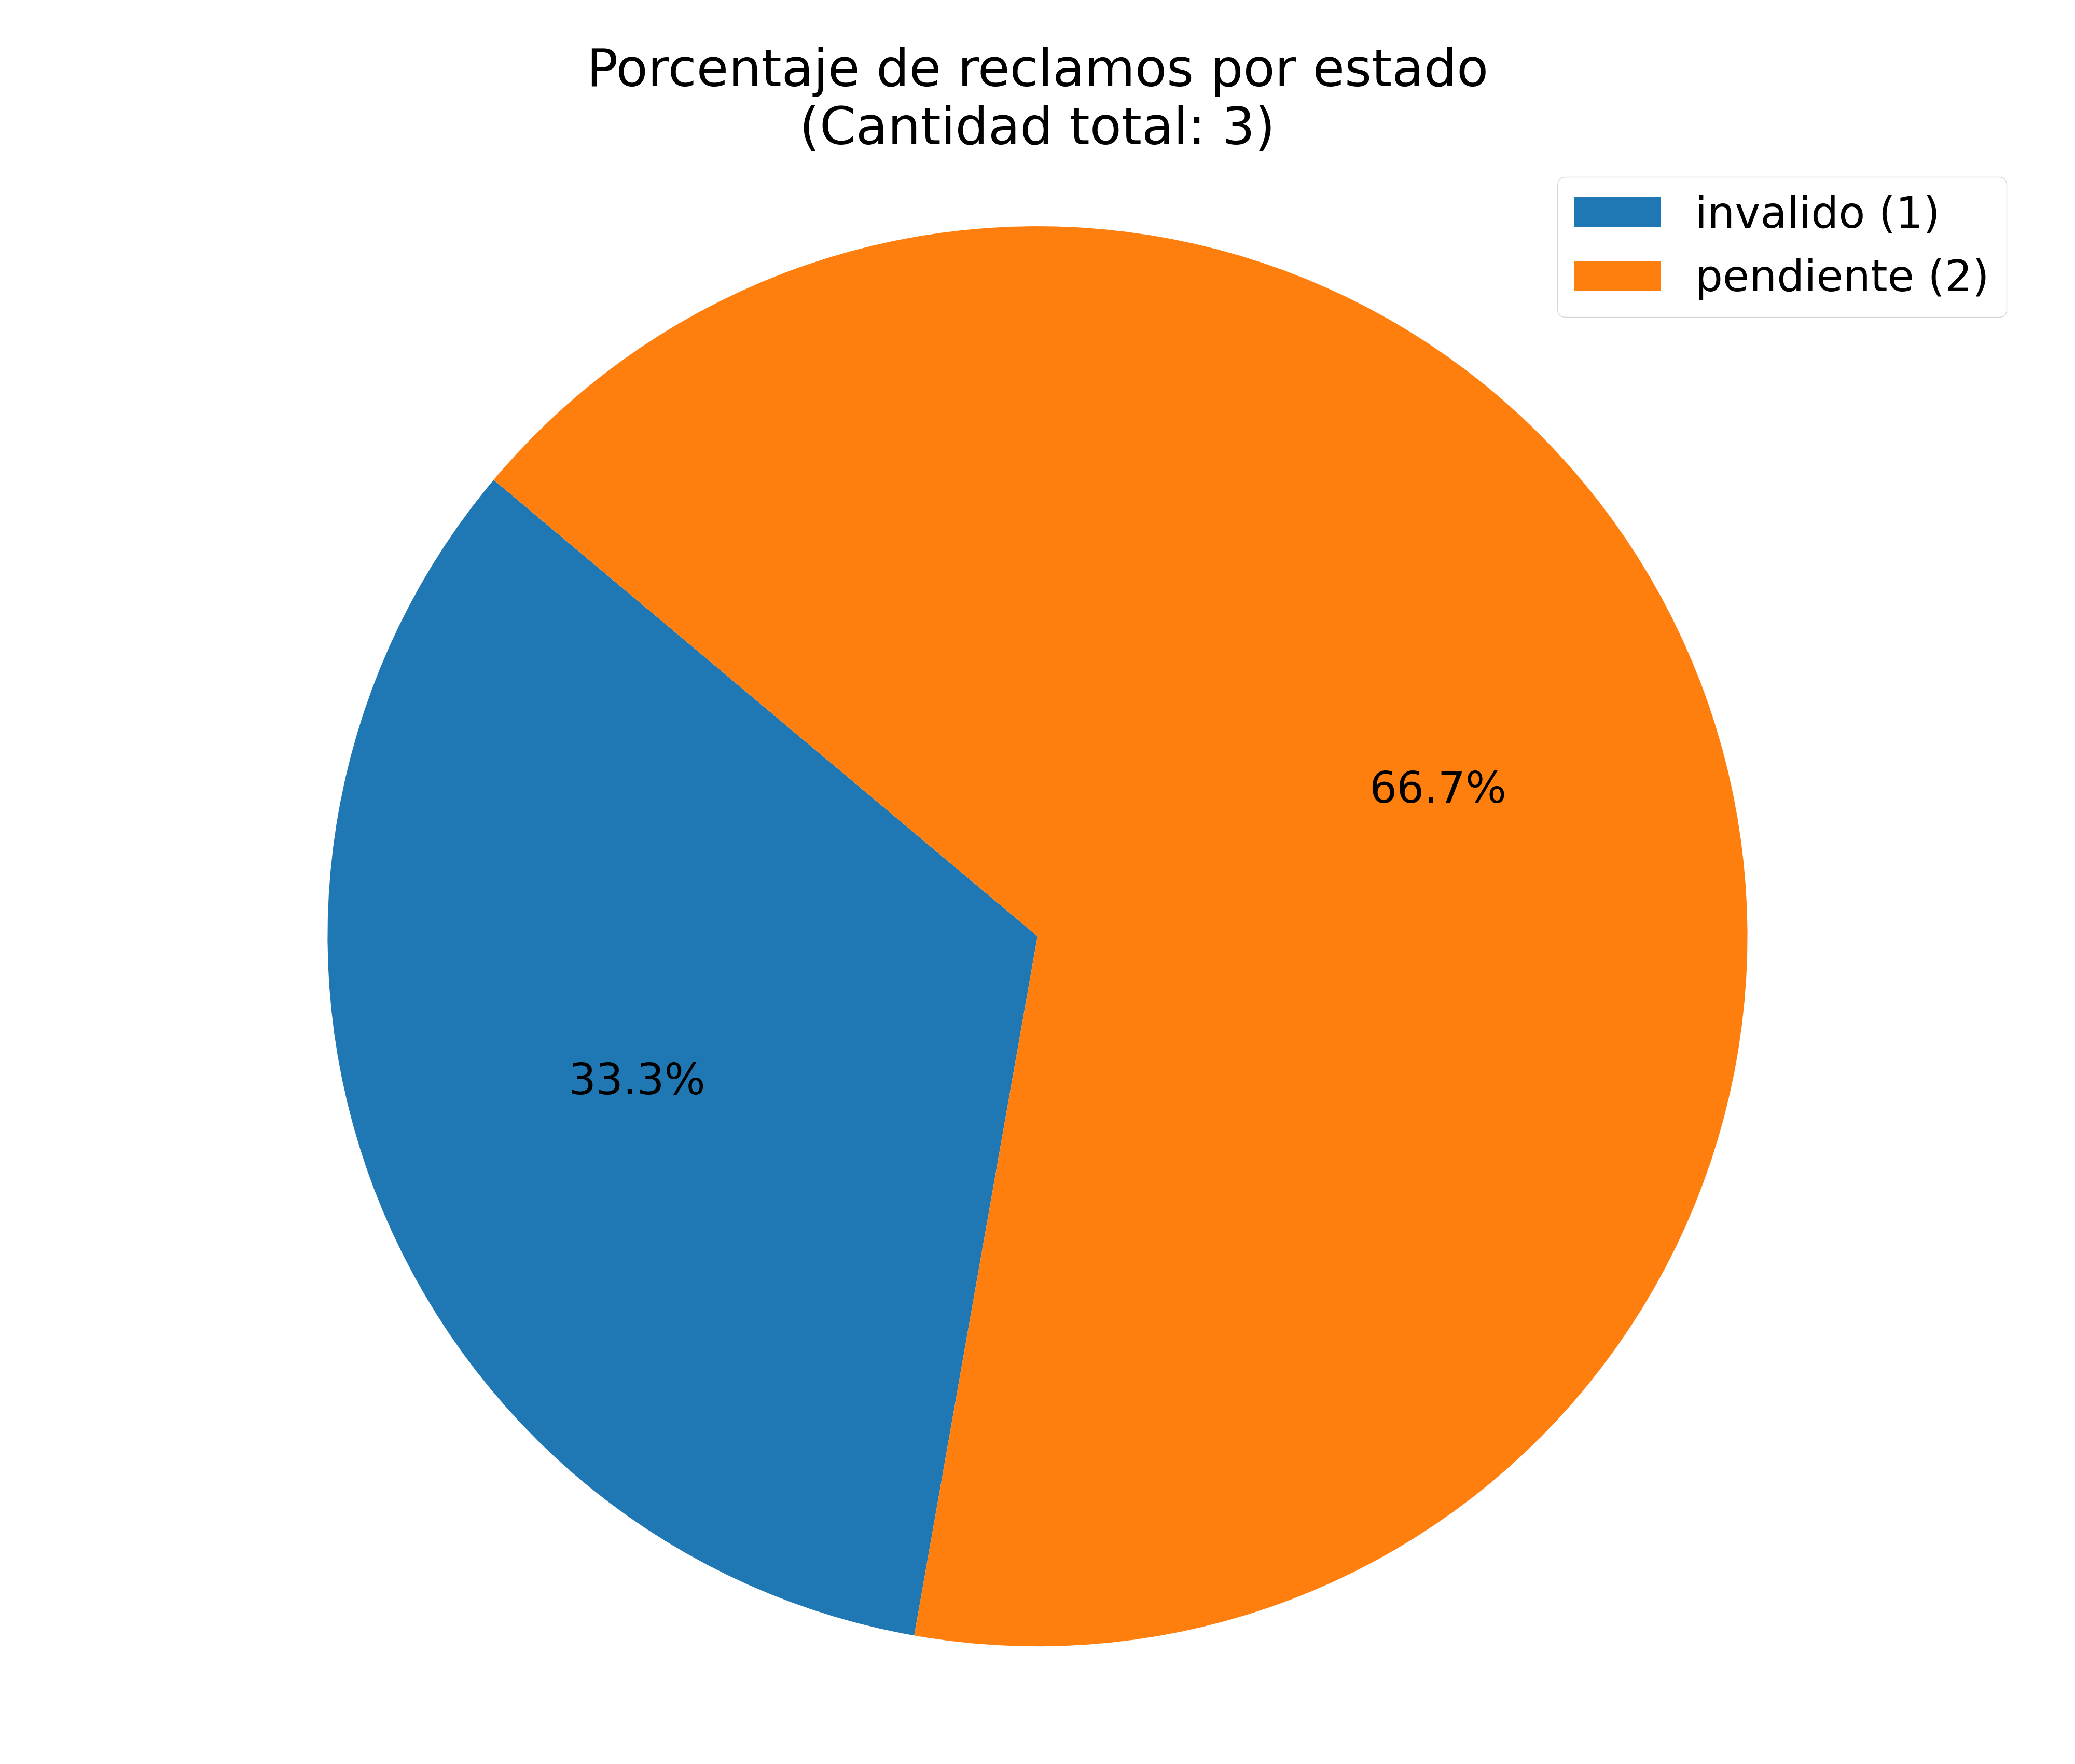 Porcentaje de reclamos por estado
(Cantidad total: 3)
invalido (1)
pendiente (2)
66.7%
33.3%